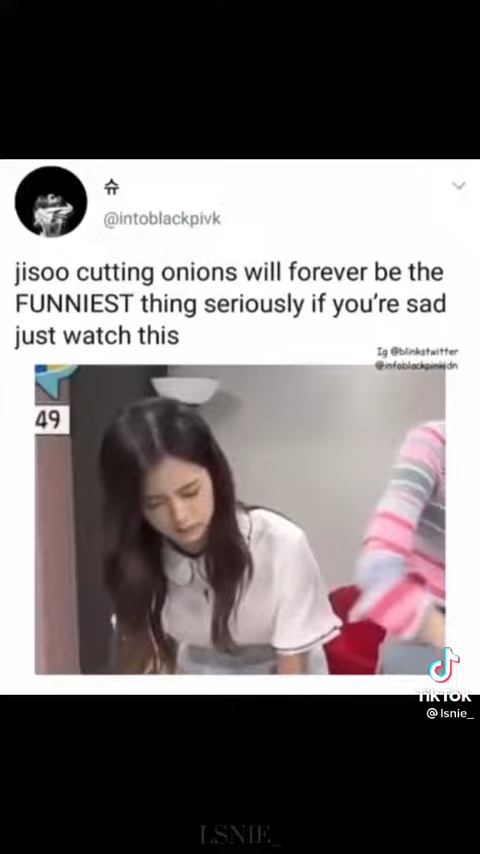 슈
@intoblackpivk
jisoo cutting onions will forever be the
FUNNIEST thing seriously if you're sad
just watch this
Ig @blinkstwitter
@infoblackpinkidn
49
TikTok
@lsnie_
LSNIE_